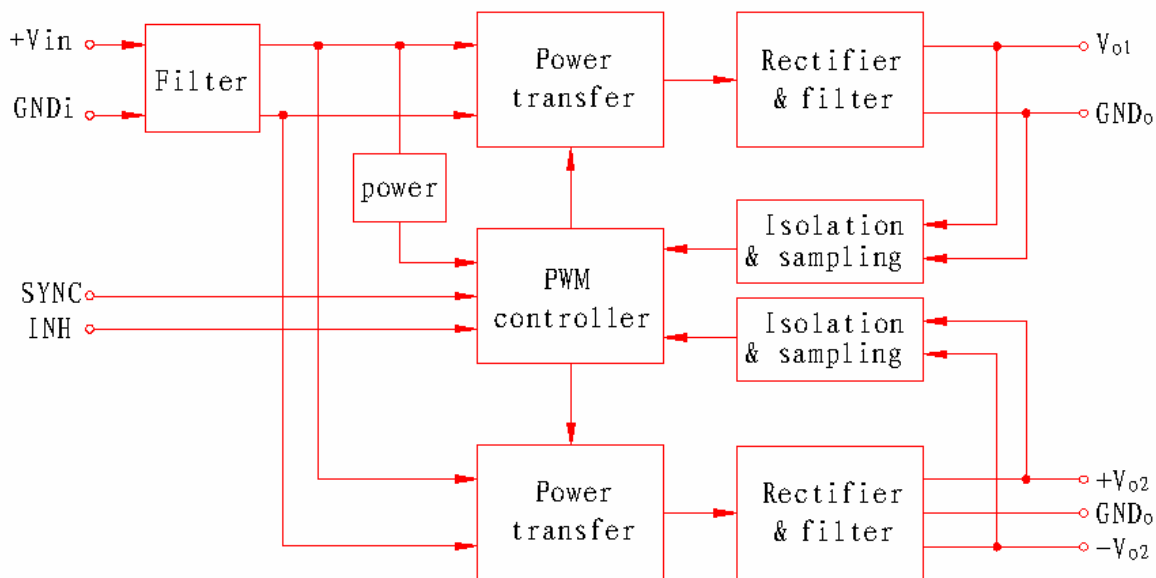 +Vin
GNDi
Filter
Power
transfer
Rectifier
& filter
Vo1
GNDo
power
Isolation
& sampling
SYNC
INH
PWM
controller
Isolation
& sampling
Power
transfer
Rectifier
& filter
+Vo2
GNDo
-Vo2